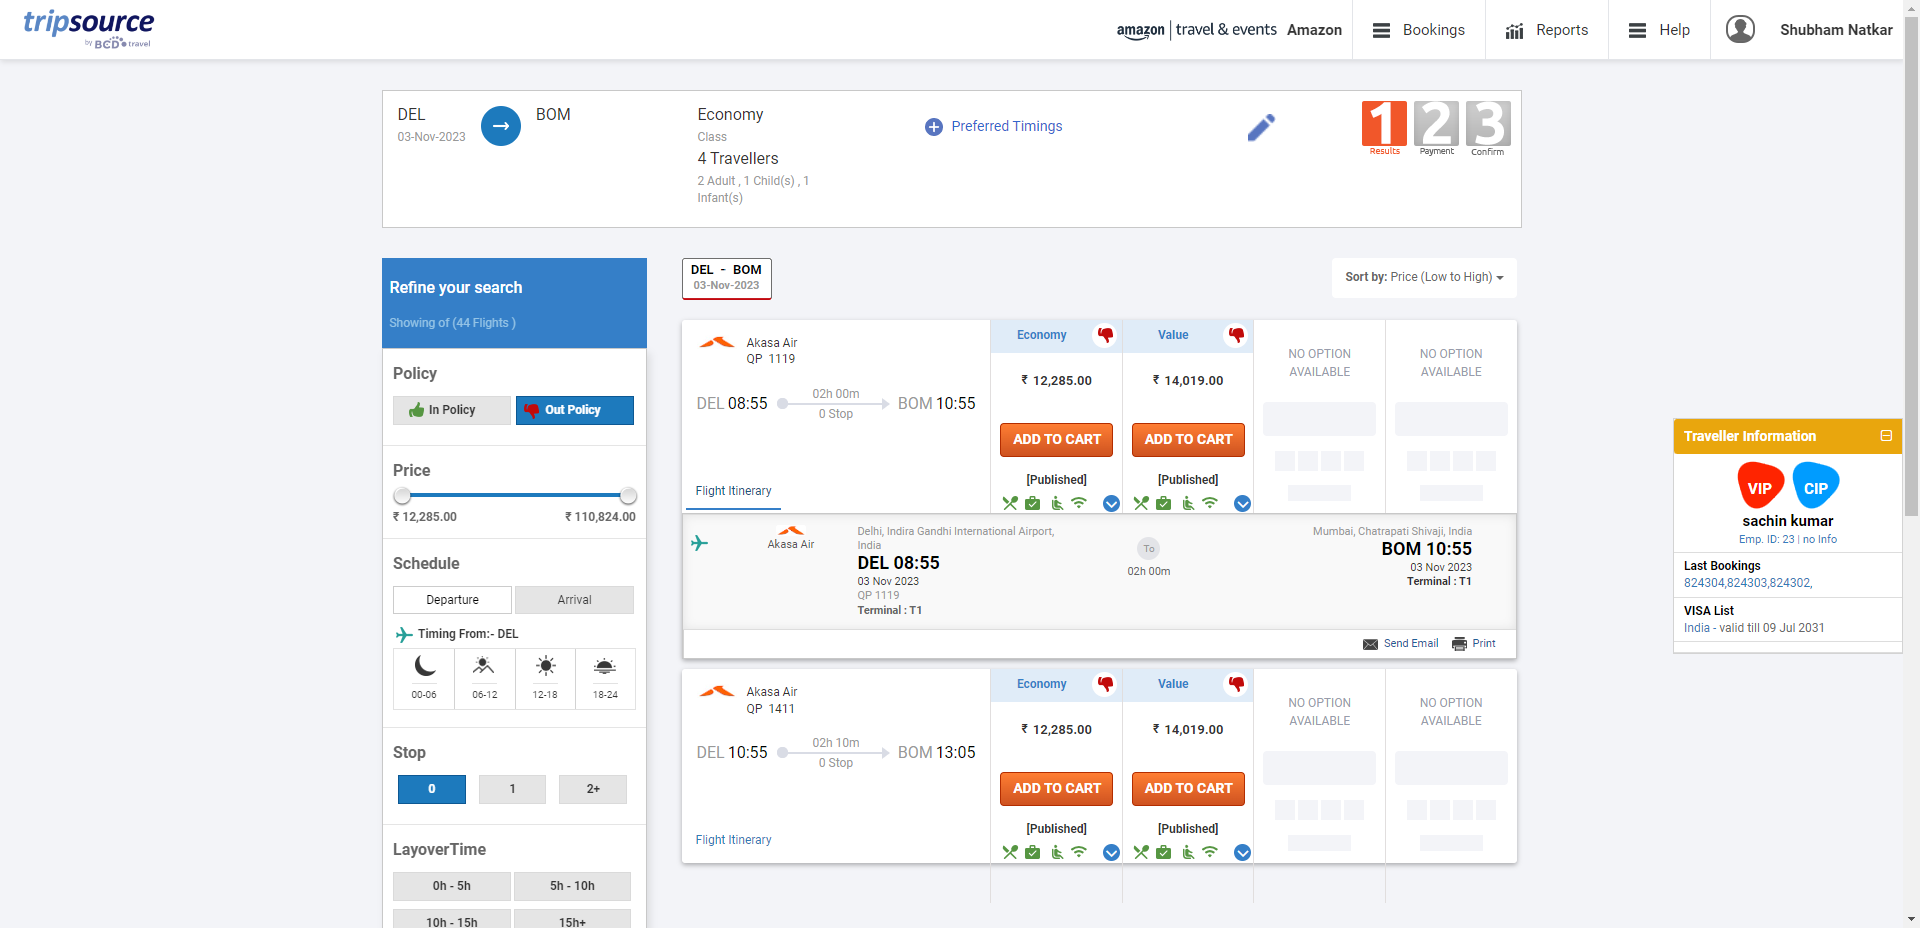 tripsource
by BCD travel
amazon | travel & events Amazon
Bookings
Reports
Help
Shubham Natkar
DEL
03-Nov-2023
BOM
Economy
Class
4 Travellers
2 Adult , 1 Child(s) , 1
Infant(s)
Preferred Timings
1 2 3
Results Payment Confirm
Refine your search
Showing of (44 Flights )
Policy
In Policy
Out Policy
Price
₹ 12,285.00
₹ 110,824.00
Schedule
Departure
Arrival
Timing From:- DEL
00-06
06-12
12-18
18-24
Stop
0
1
2+
LayoverTime
0h - 5h
5h - 10h
10h - 15h
15h+
DEL - BOM
03-Nov-2023
Sort by: Price (Low to High)
Akasa Air
QP 1119
DEL 08:55
02h 00m
0 Stop
BOM 10:55
Flight Itinerary
Economy
₹ 12,285.00
ADD TO CART
[Published]
Value
₹ 14,019.00
ADD TO CART
[Published]
NO OPTION
AVAILABLE
NO OPTION
AVAILABLE
Akasa Air
Delhi, Indira Gandhi International Airport,
India
DEL 08:55
03 Nov 2023
QP 1119
Terminal : T1
To
02h 00m
Mumbai, Chatrapati Shivaji, India
BOM 10:55
03 Nov 2023
Terminal : T1
Send Email
Print
Akasa Air
QP 1411
DEL 10:55
02h 10m
0 Stop
BOM 13:05
Flight Itinerary
Economy
₹ 12,285.00
ADD TO CART
[Published]
Value
₹ 14,019.00
ADD TO CART
[Published]
NO OPTION
AVAILABLE
NO OPTION
AVAILABLE
Traveller Information
VIP
CIP
sachin kumar
Emp. ID: 23 | no Info
Last Bookings
824304,824303,824302,
VISA List
India - valid till 09 Jul 2031